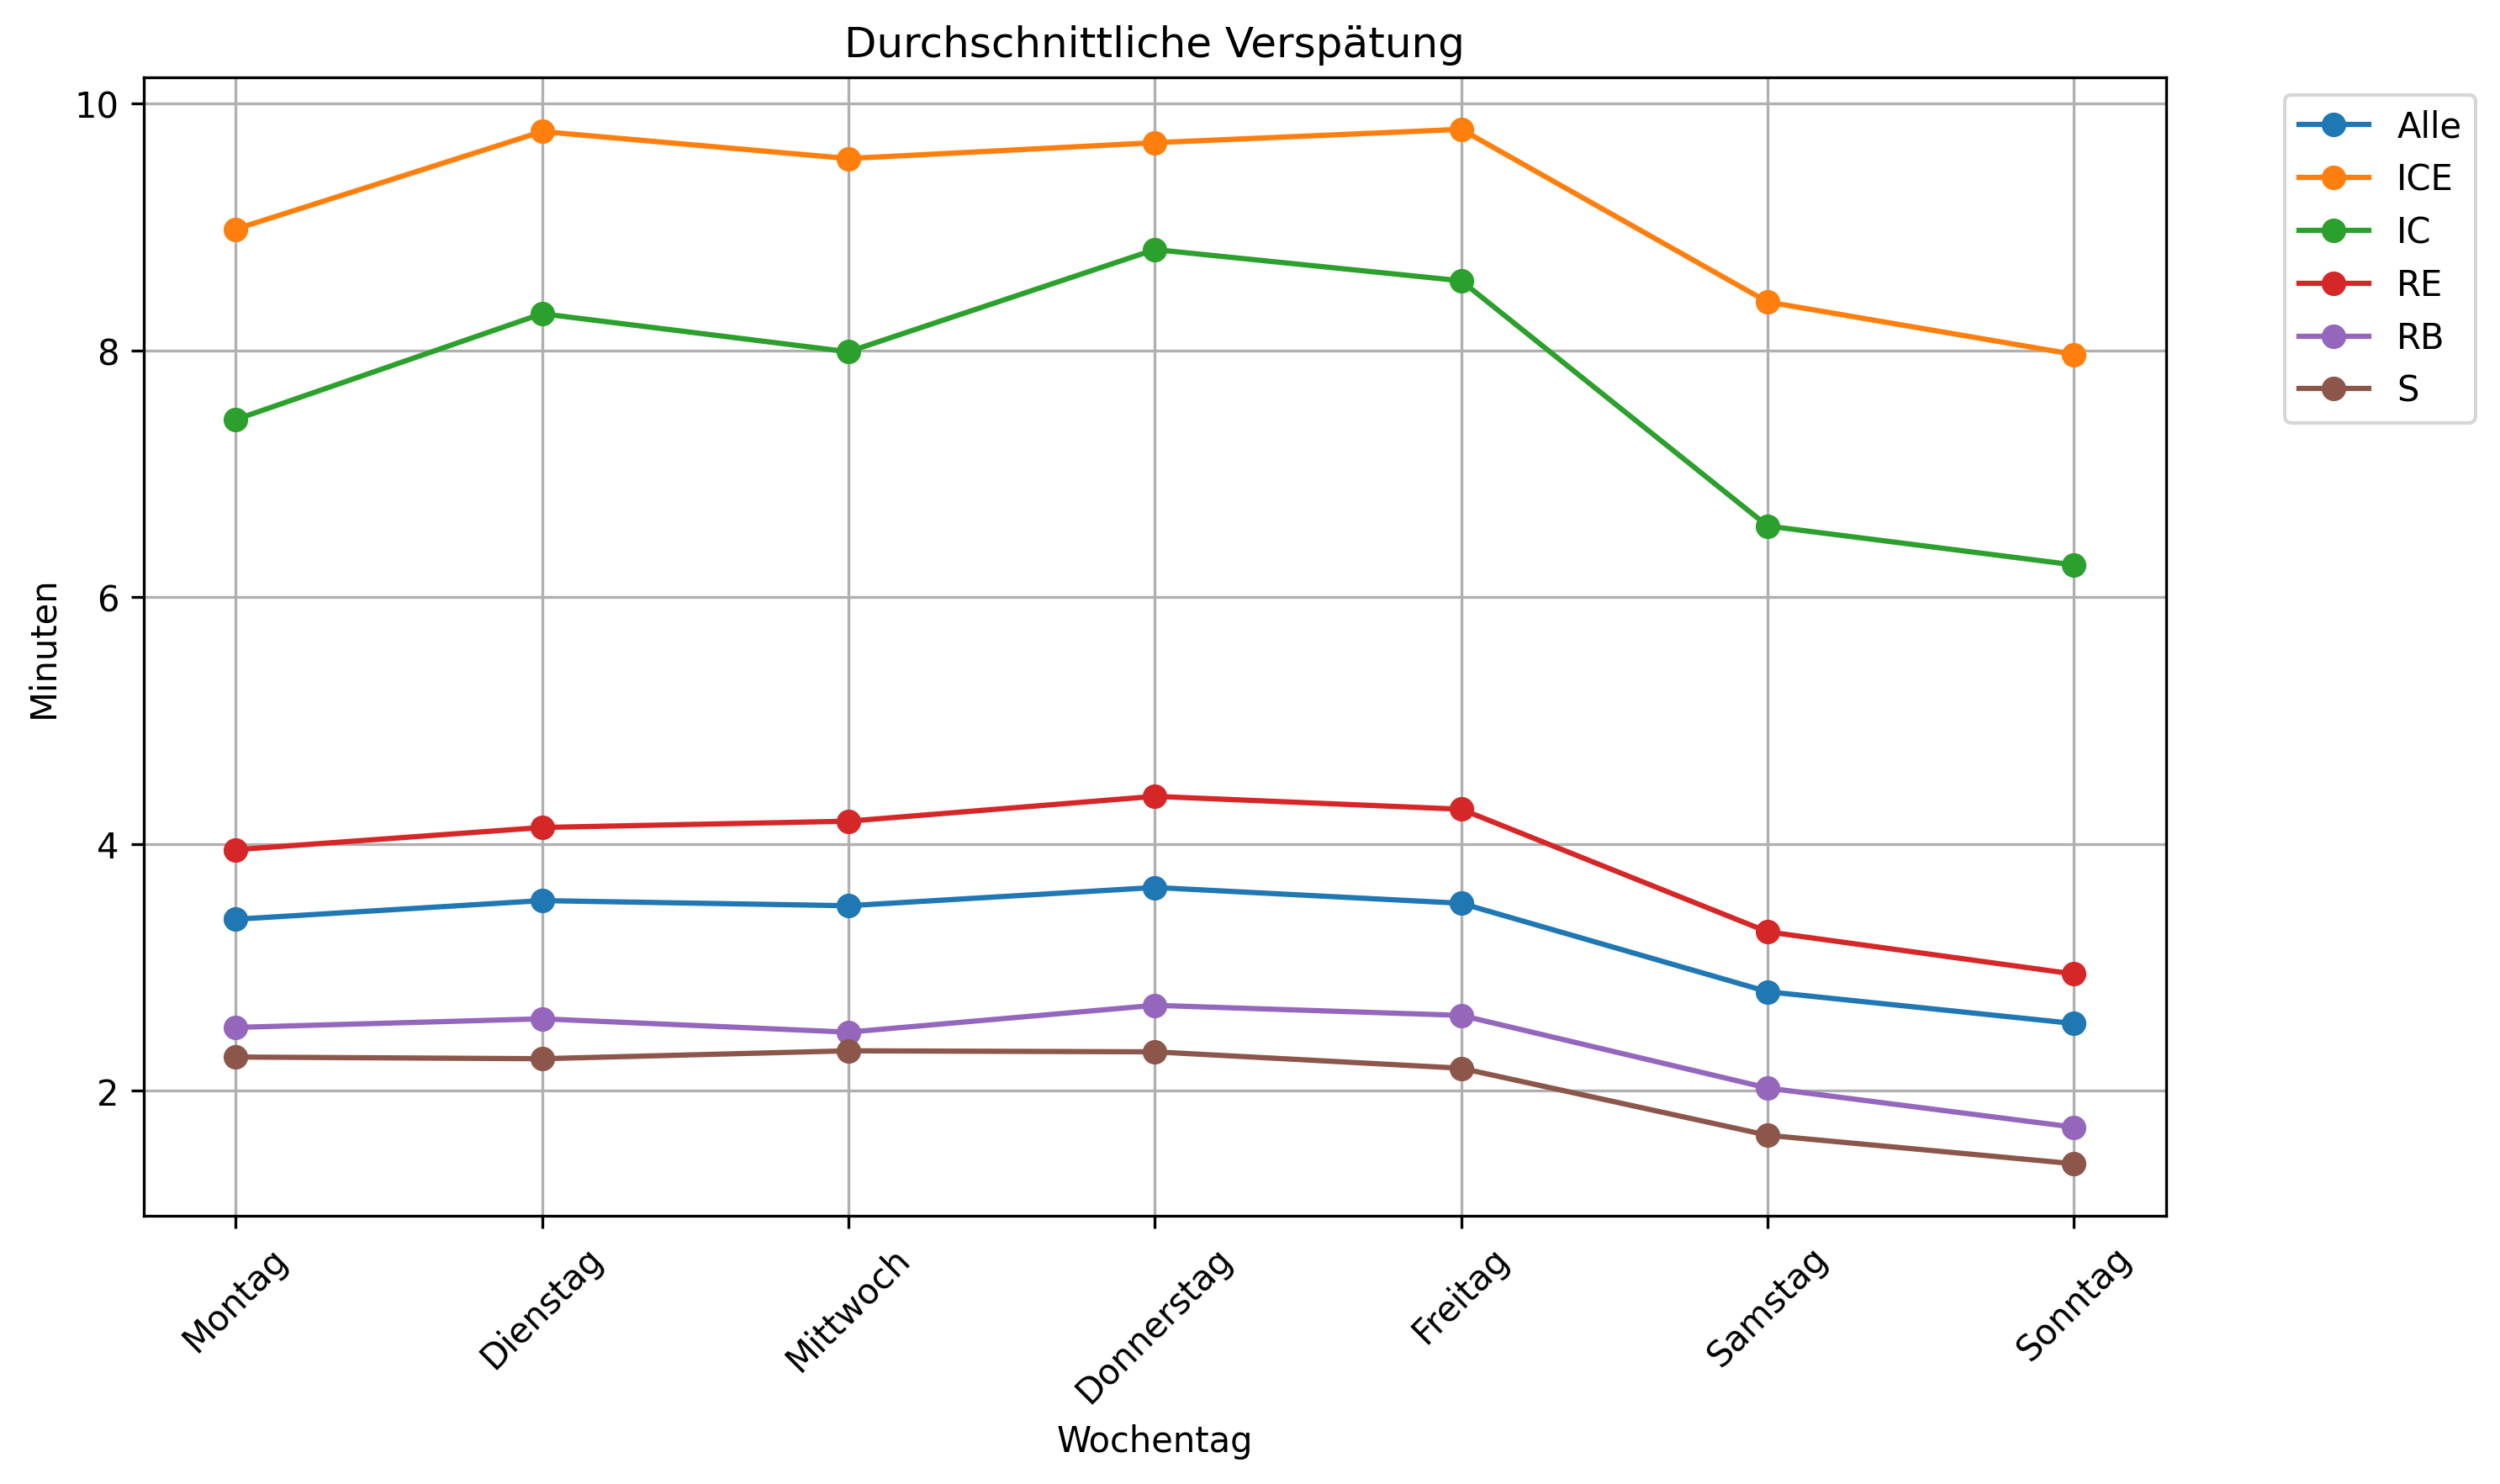 Durchschnittliche Verspätung
10
8
6
4
2
Minuten
Montag
Dienstag
Mittwoch
Donnerstag
Freitag
Samstag
Sonntag
Wochentag
Alle
ICE
IC
RE
RB
S